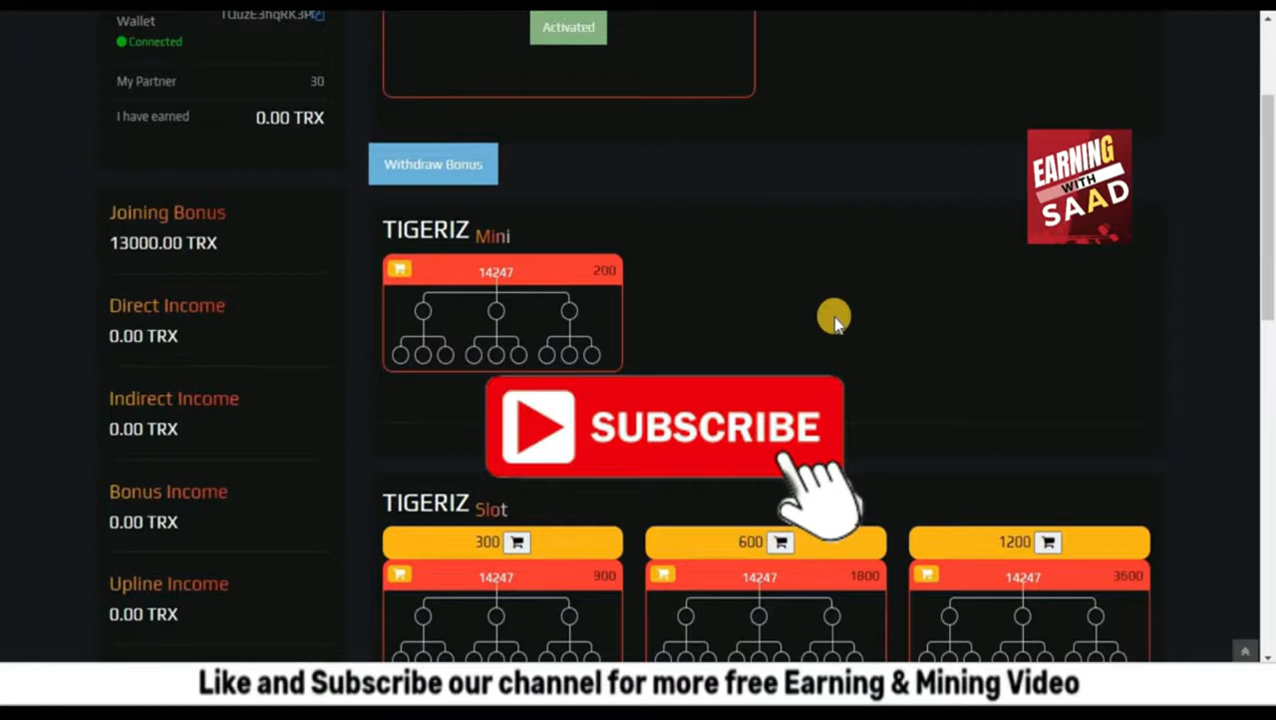 Wallet
Connected
My Partner 30
I have earned 0.00 TRX
Activated
Withdraw Bonus
EARNING
WITH
SAAD
Joining Bonus
13000.00 TRX
Direct Income
0.00 TRX
Indirect Income
0.00 TRX
Bonus Income
0.00 TRX
Upline Income
0.00 TRX
TIGERIZ Mini
14247 200
SUBSCRIBE
TIGERIZ Slot
300 600 1200
14247 900 14247 1800 14247 3600
Like and Subscribe our channel for more free Earning & Mining Video